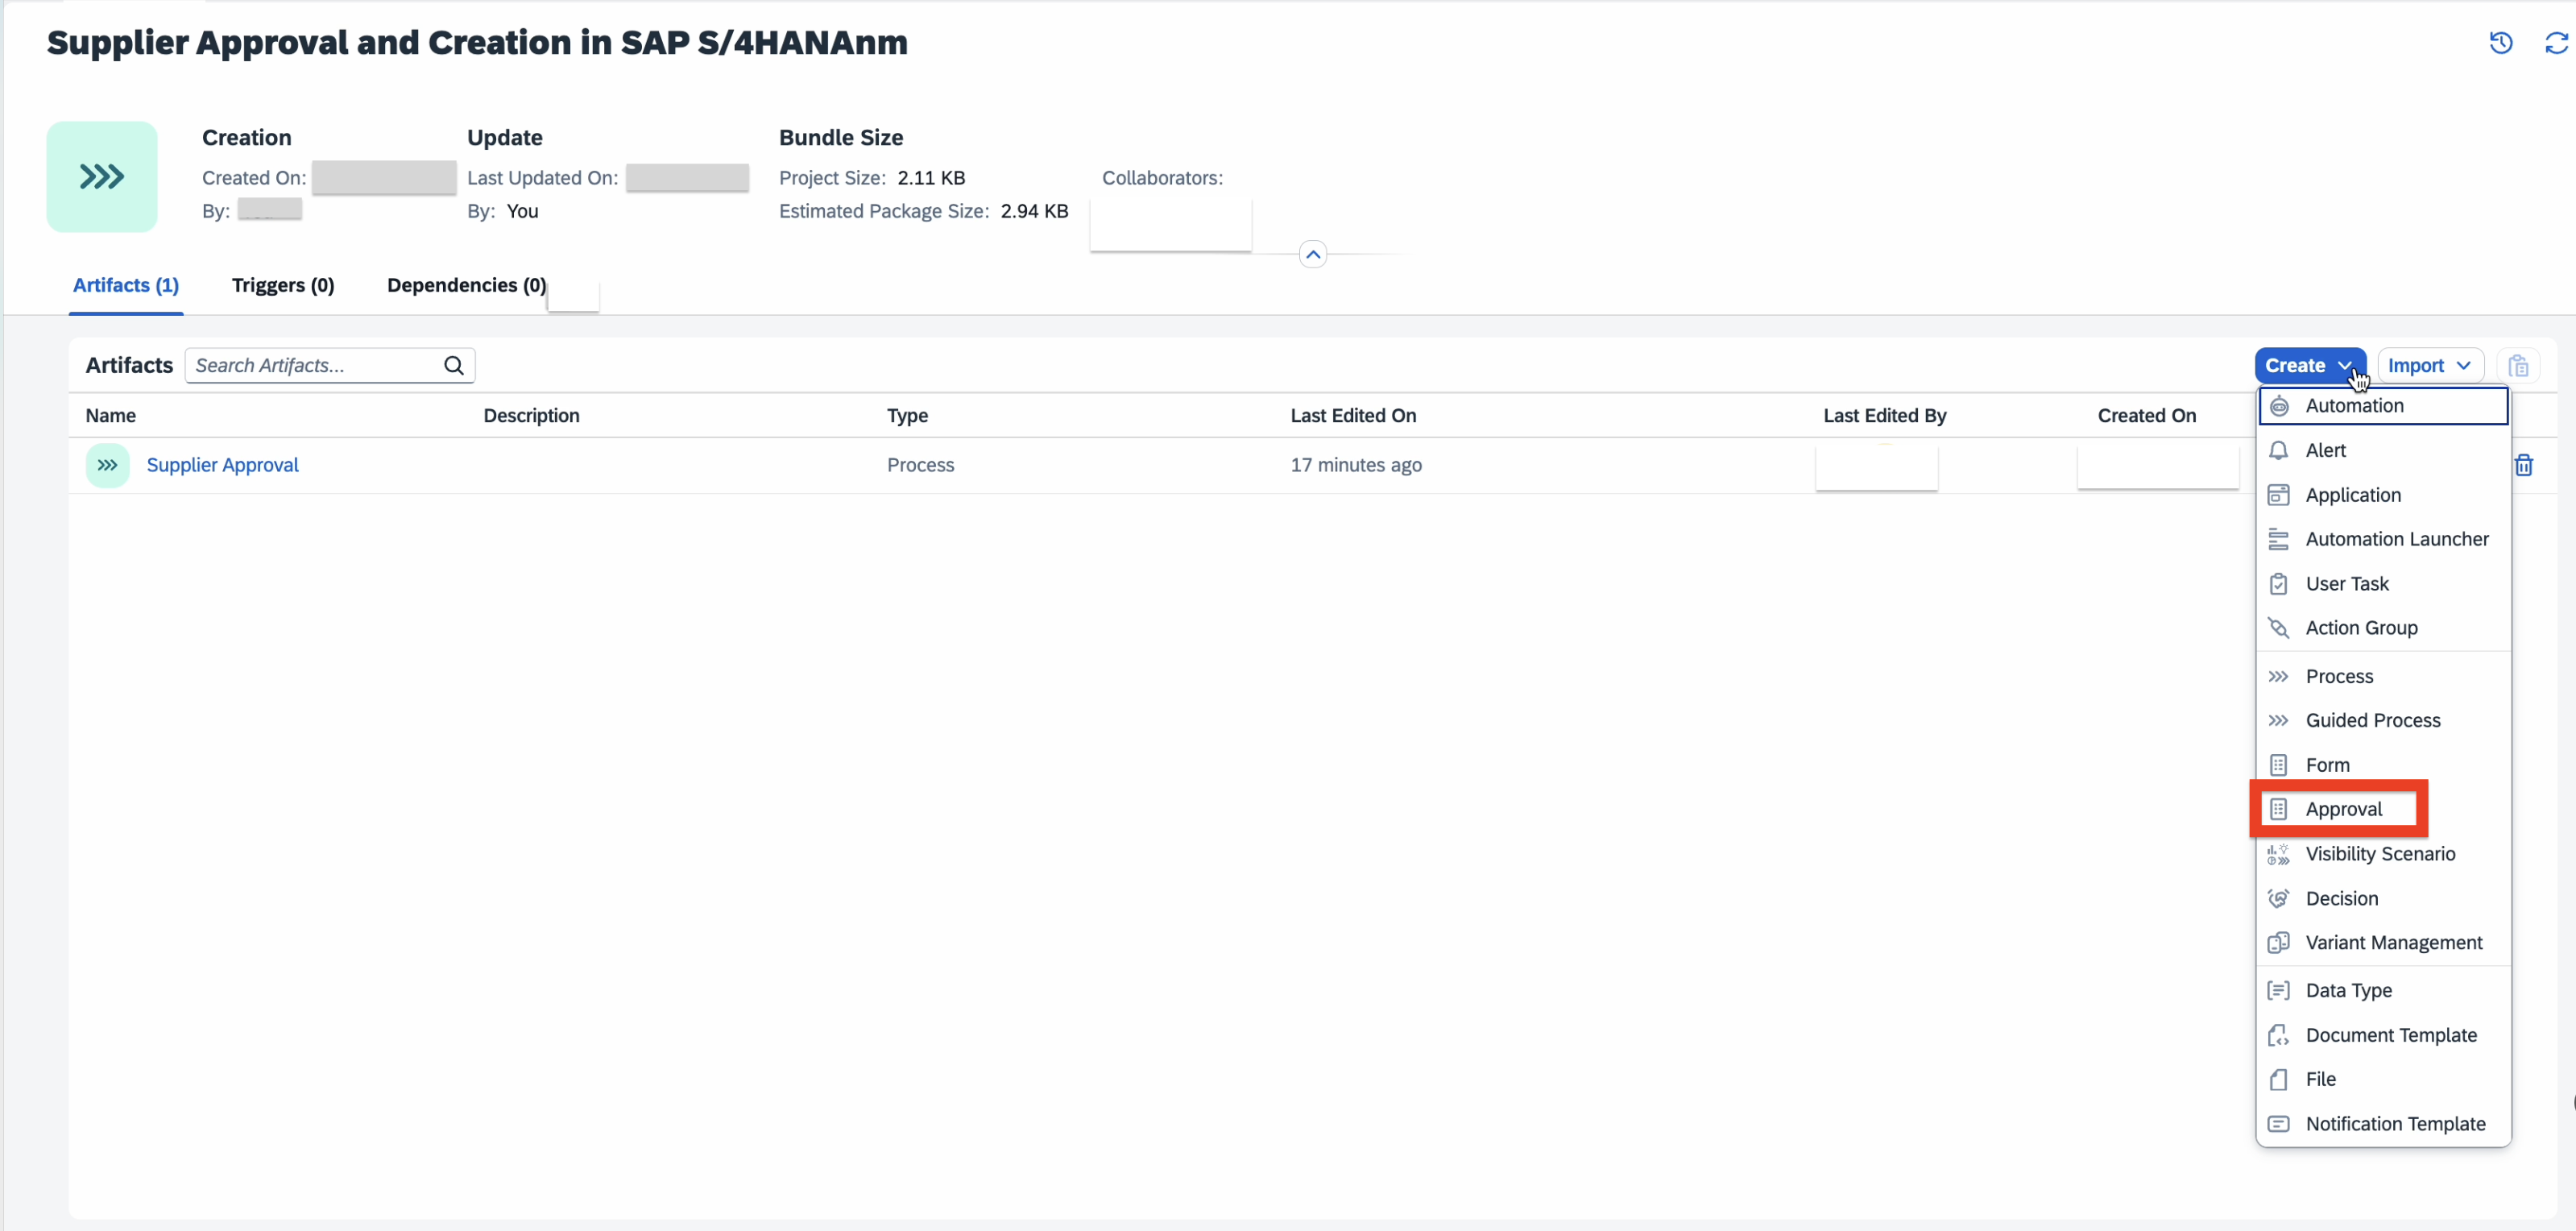 Supplier Approval and Creation in SAP S/4HANAnm
Creation
Update
Bundle Size
Created On:
Last Updated On:
Project Size: 2.11 KB
Collaborators:
By:
By: You
Estimated Package Size: 2.94 KB
Artifacts (1)
Triggers (0)
Dependencies (0)
Artifacts
Search Artifacts...
Create
Import
Name
Description
Type
Last Edited On
Last Edited By
Created On
Supplier Approval
Process
17 minutes ago
Automation
Alert
Application
Automation Launcher
User Task
Action Group
Process
Guided Process
Form
Approval
Visibility Scenario
Decision
Variant Management
Data Type
Document Template
File
Notification Template